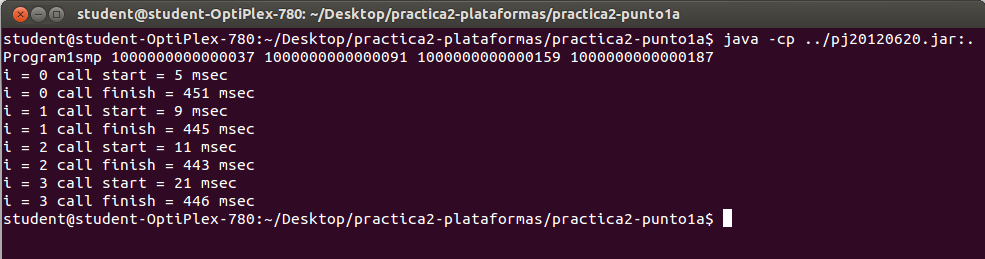 student@student-OptiPlex-780: ~/Desktop/practica2-plataformas/practica2-punto1a
student@student-OptiPlex-780:~/Desktop/practica2-plataformas/practica2-punto1a$ java -cp ../pj20120620.jar:.
Program1smp 1000000000000037 1000000000000091 1000000000000159 1000000000000187
i = 0 call start = 5 msec
i = 0 call finish = 451 msec
i = 1 call start = 9 msec
i = 1 call finish = 445 msec
i = 2 call start = 11 msec
i = 2 call finish = 443 msec
i = 3 call start = 21 msec
i = 3 call finish = 446 msec
student@student-OptiPlex-780:~/Desktop/practica2-plataformas/practica2-punto1a$